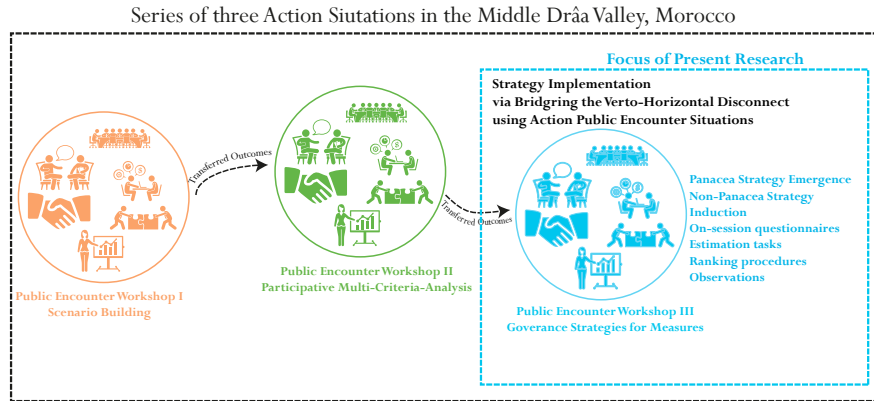 Series of three Action Siutations in the Middle Drâa Valley, Morocco
Focus of Present Research
Strategy Implementation
via Bridgring the Verto-Horizontal Disconnect
using Action Public Encounter Situations
Transferred Outcomes
Transferred Outcomes
Panacea Strategy Emergence
Non-Panacea Strategy
Induction
On-session questionnaires
Estimation tasks
Ranking procedures
Observations
Public Encounter Workshop I
Scenario Building
Public Encounter Workshop II
Participative Multi-Criteria-Analysis
Public Encounter Workshop III
Goverance Strategies for Measures